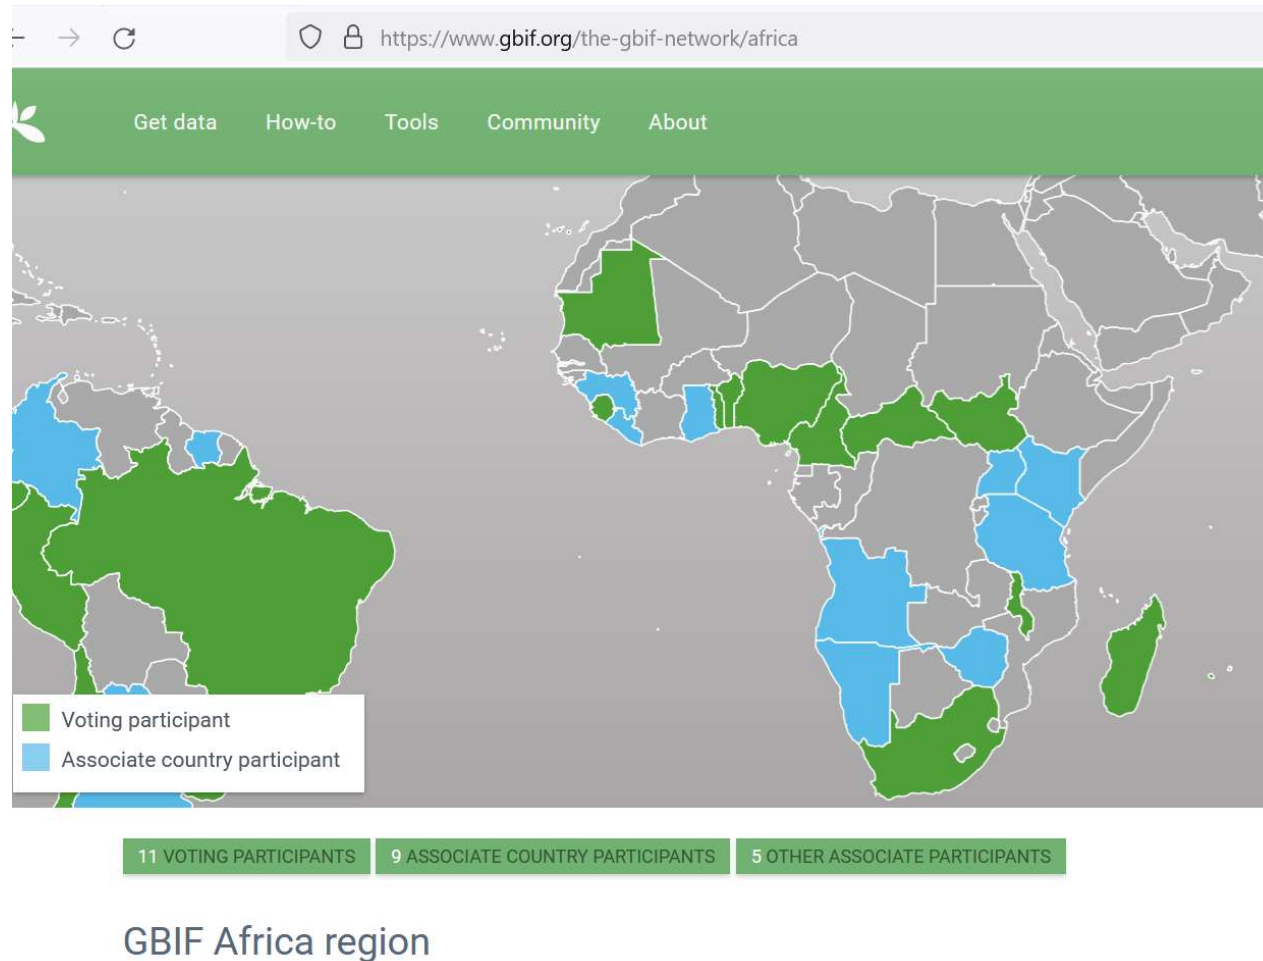 https://www.gbif.org/the-gbif-network/africa
Get data How-to Tools Community About
Voting participant
Associate country participant
11 VOTING PARTICIPANTS 9 ASSOCIATE COUNTRY PARTICIPANTS 5 OTHER ASSOCIATE PARTICIPANTS
GBIF Africa region